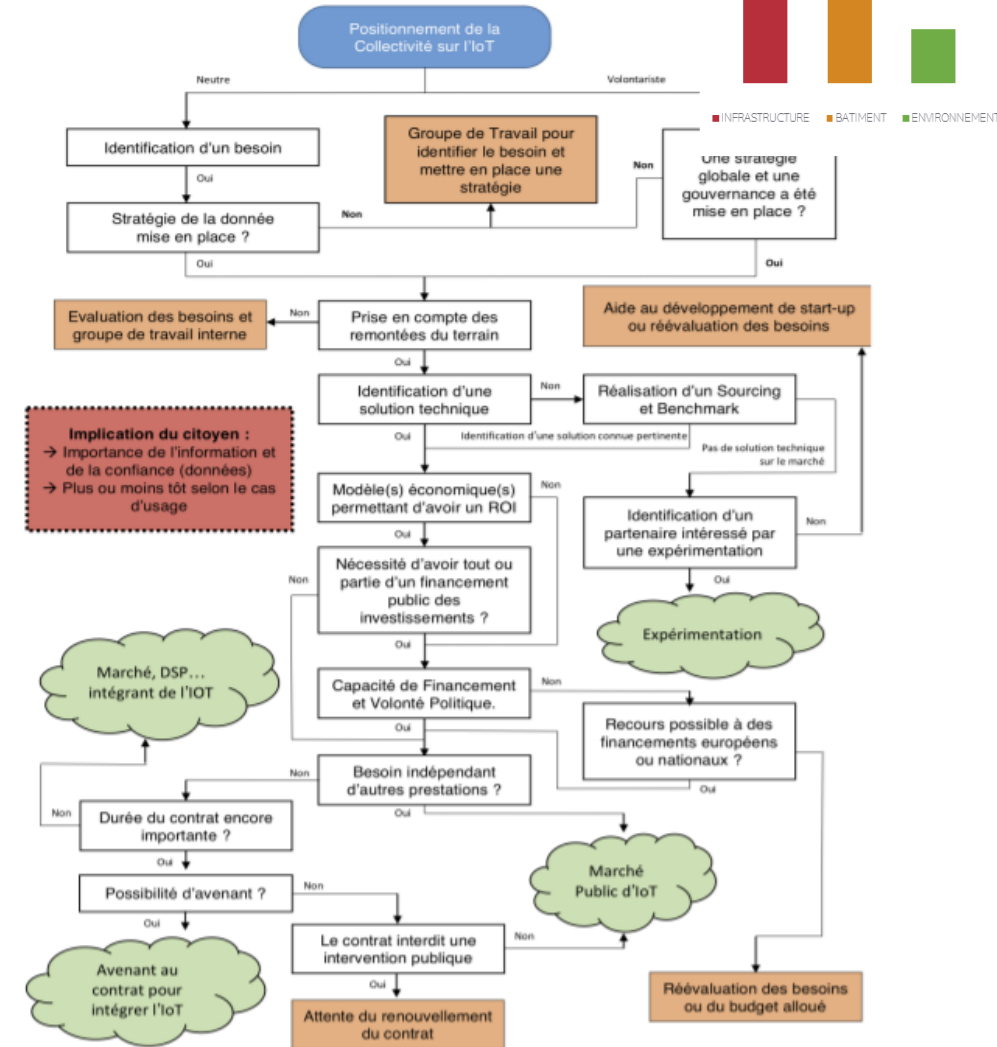 Positionnement de la
Collectivité sur l'IoT
INFRASTRUCTURE
BATIMENT
ENVIRONNEMENT
Neutre
Volontariste
Identification d'un besoin
Groupe de Travail pour
identifier le besoin et
mettre en place une
stratégie
Non
Une stratégie
globale et une
gouvernance a été
mise en place ?
Oui
Stratégie de la donnée
mise en place ?
Non
Oui
Oui
Evaluation des besoins et
groupe de travail interne
Non
Prise en compte des
remontées du terrain
Aide au développement de start-up
ou réévaluation des besoins
Oui
Identification d'une
solution technique
Non
Réalisation d'un Sourcing
et Benchmark
Implication du citoyen :
→ Importance de l'information et
de la confiance (données)
→ Plus ou moins tôt selon le cas
d'usage
Oui
Identification d'une solution connue pertinente
Pas de solution technique
sur le marché
Modèle(s) économique(s)
permettant d'avoir un ROI
Non
Identification d'un
partenaire intéressé par
une expérimentation
Non
Oui
Nécessité d'avoir tout ou
partie d'un financement
public des
investissements ?
Non
Oui
Expérimentation
Oui
Marché, DSP...
intégrant de l'IOT
Capacité de Financement
et Volonté Politique.
Non
Recours possible à des
financements européens
ou nationaux ?
Oui
Oui
Besoin indépendant
d'autres prestations ?
Non
Oui
Non
Durée du contrat encore
importante ?
Oui
Marché
Public d'IoT
Possibilité d'avenant ?
Non
Oui
Le contrat interdit une
intervention publique
Non
Avenant au
contrat pour
intégrer l'IoT
Oui
Attente du renouvellement
du contrat
Réévaluation des besoins
ou du budget alloué